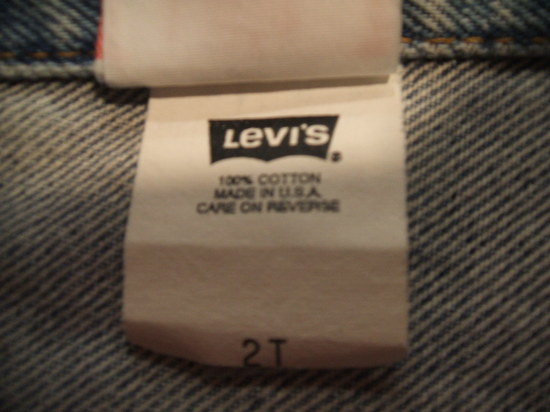 Levi's®
100% COTTON
MADE IN U.S.A.
CARE ON REVERSE
2T